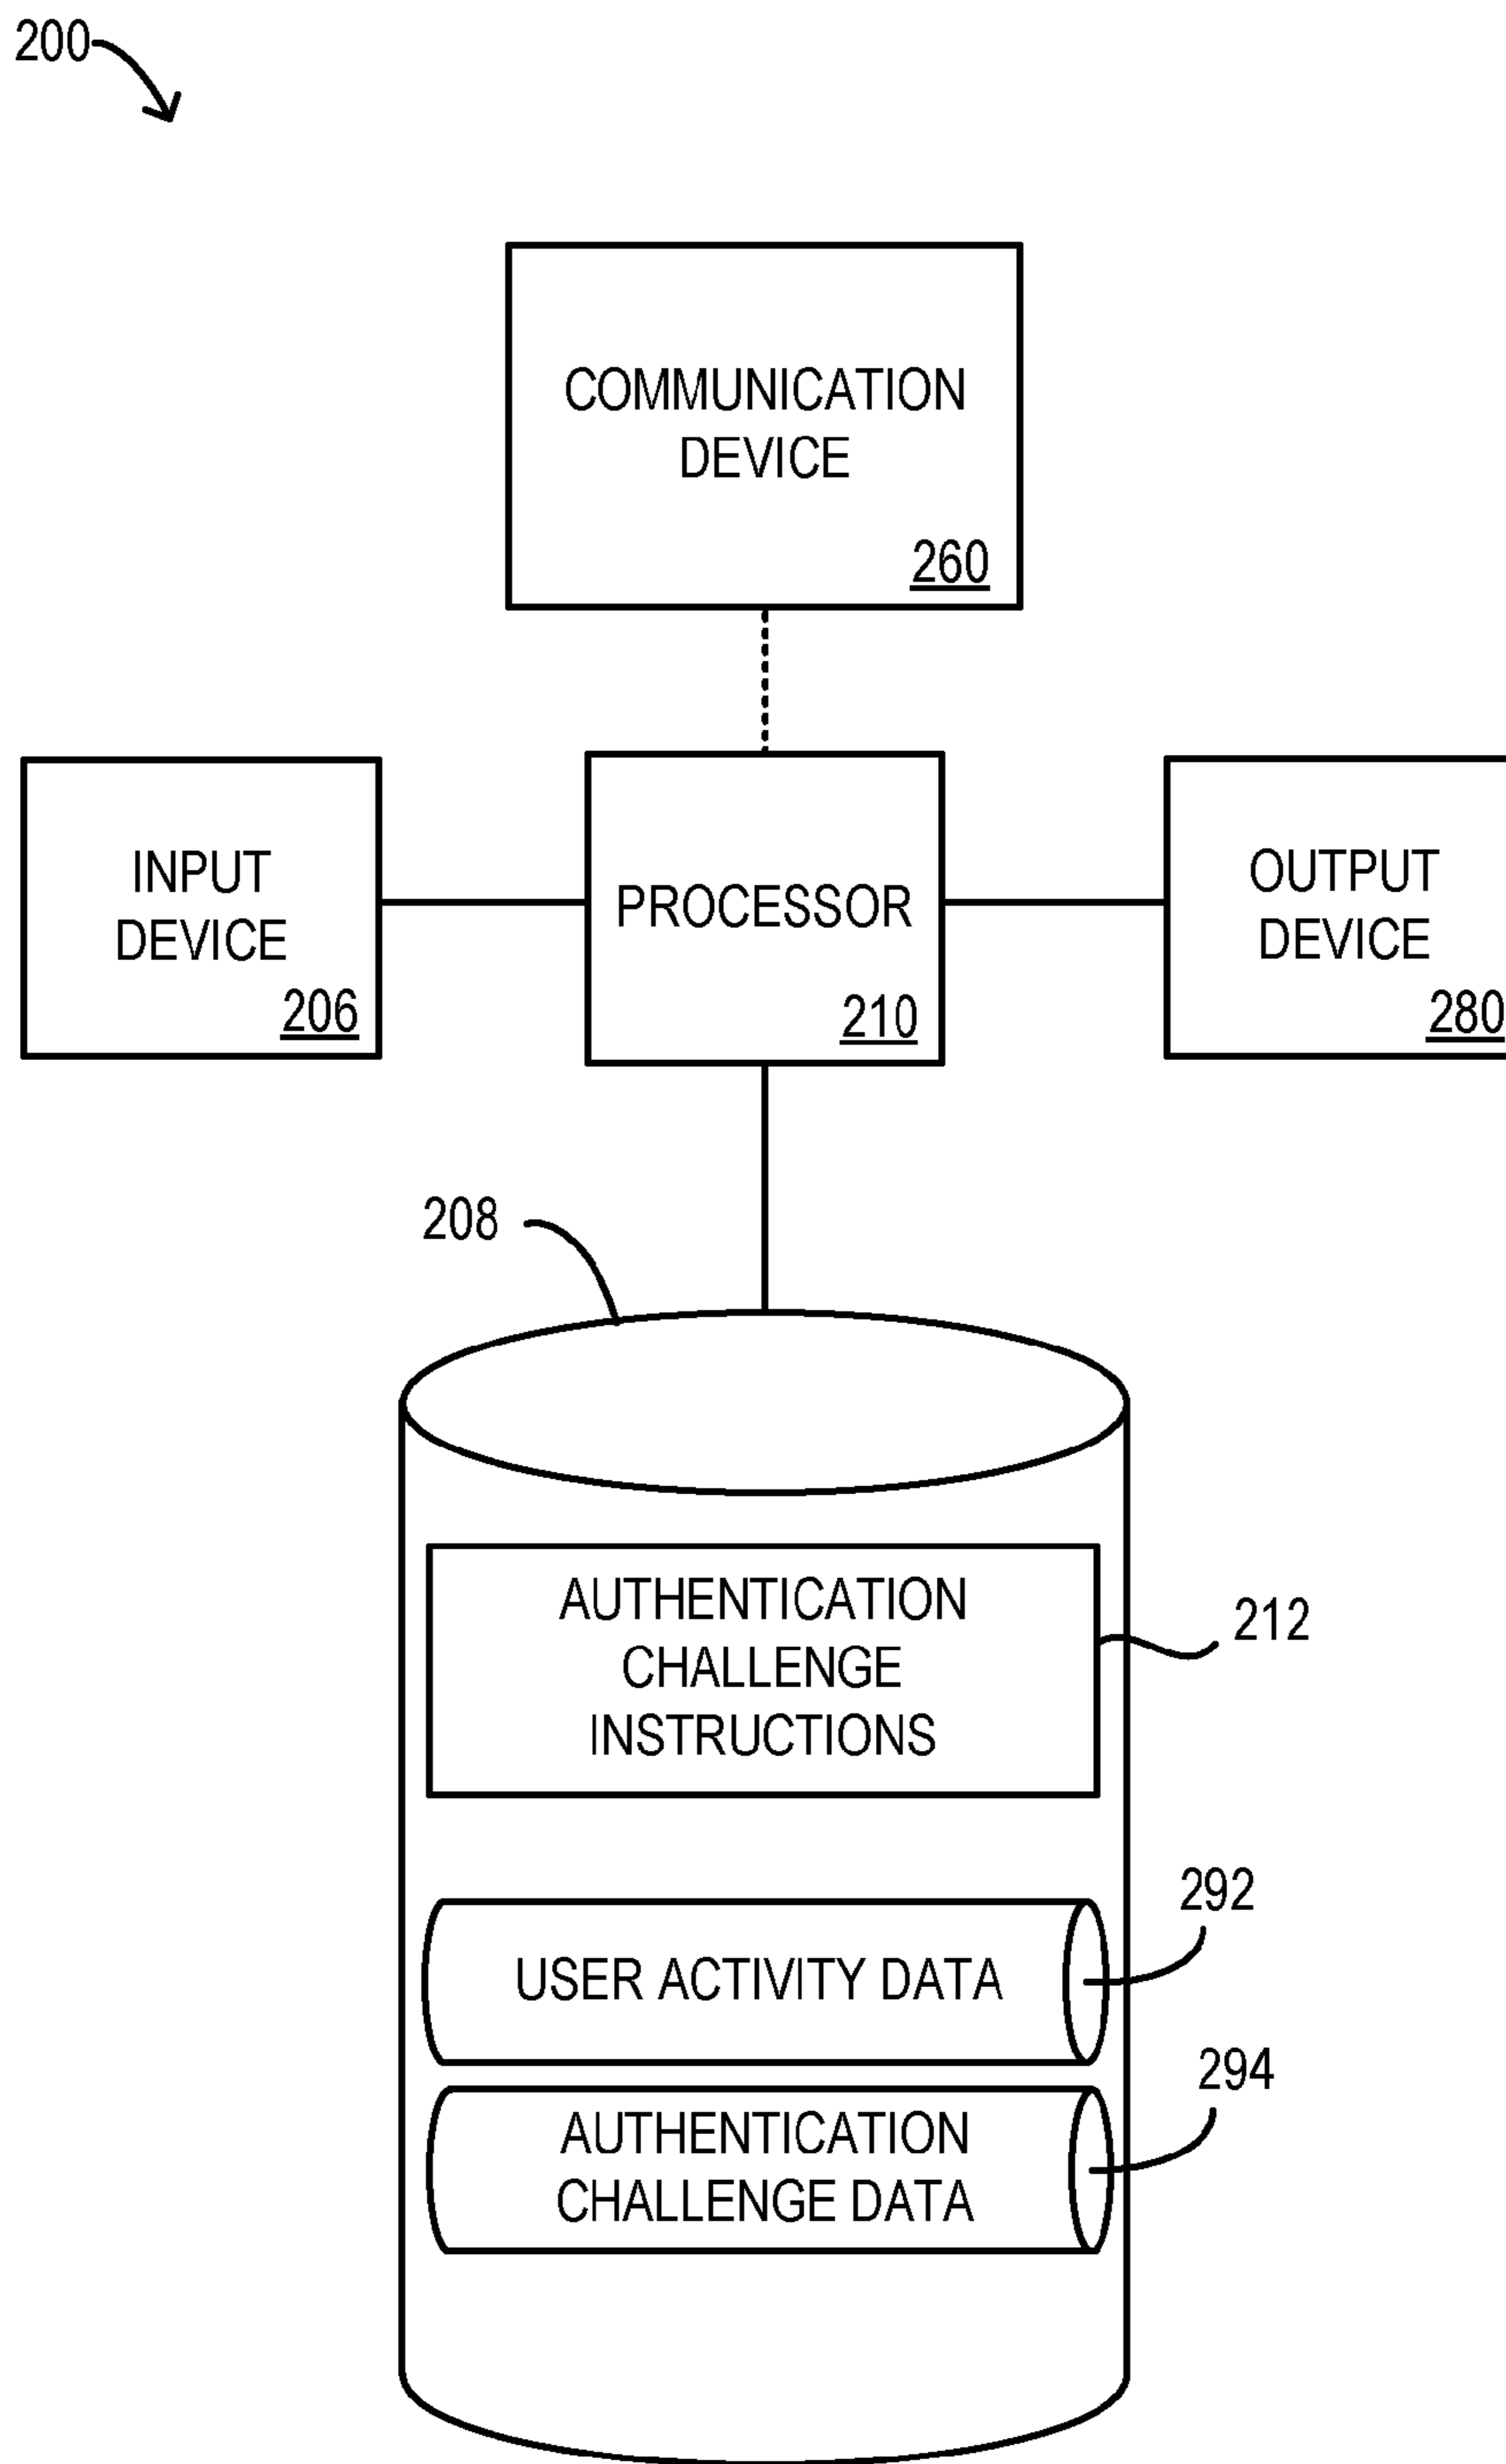 200
COMMUNICATION
DEVICE
260
INPUT
DEVICE
206
PROCESSOR
210
OUTPUT
DEVICE
280
208
AUTHENTICATION
CHALLENGE
INSTRUCTIONS
212
292
USER ACTIVITY DATA
294
AUTHENTICATION
CHALLENGE DATA